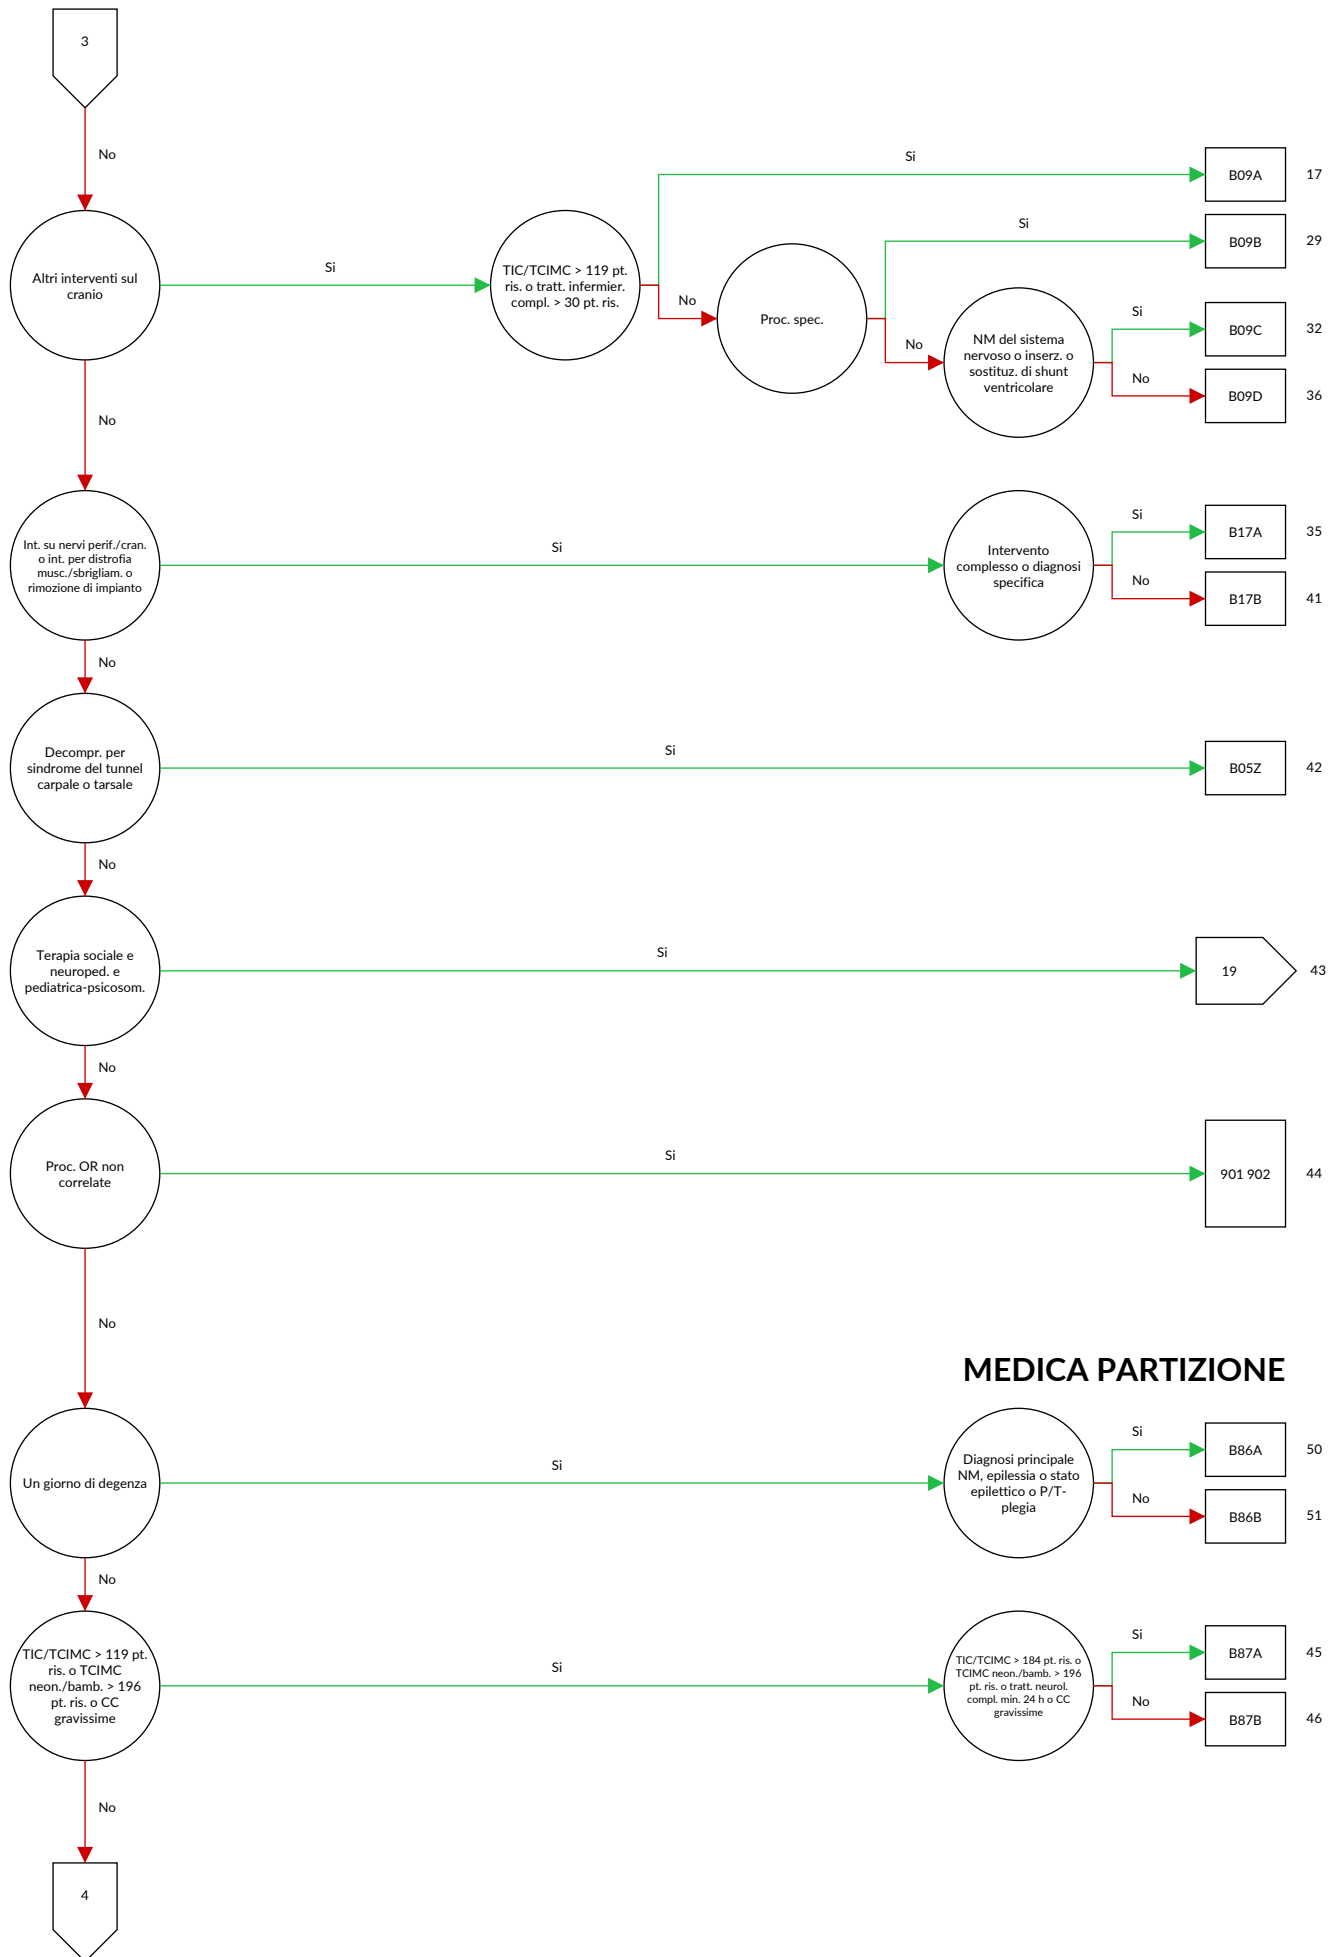 3
No
Altri interventi sul
cranio
Si
TIC/TCIMC > 119 pt.
ris. o tratt. infermier.
compl. > 30 pt. ris.
Si
B09A
17
No
Proc. spec.
Si
B09B
29
No
NM del sistema
nervoso o inserz. o
sostituz. di shunt
ventricolare
Si
B09C
32
No
B09D
36
No
Int. su nervi perif./cran.
o int. per distrofia
musc./sbrigliam. o
rimozione di impianto
Si
Intervento
complesso o diagnosi
specifica
Si
B17A
35
No
B17B
41
No
Decompr. per
sindrome del tunnel
carpale o tarsale
Si
B05Z
42
No
Terapia sociale e
neuroped. e
pediatrica-psicosom.
Si
19
43
No
Proc. OR non
correlate
Si
901 902
44
No
MEDICA PARTIZIONE
Un giorno di degenza
Si
Diagnosi principale
NM, epilessia o stato
epilettico o P/T-
plegia
Si
B86A
50
No
B86B
51
No
TIC/TCIMC > 119 pt.
ris. o TCIMC
neon./bamb. > 196
pt. ris. o CC
gravissime
Si
TIC/TCIMC > 184 pt. ris. o
TCIMC neon./bamb. > 196
pt. ris. o tratt. neurol.
compl. min. 24 h o CC
gravissime
Si
B87A
45
No
B87B
46
No
4